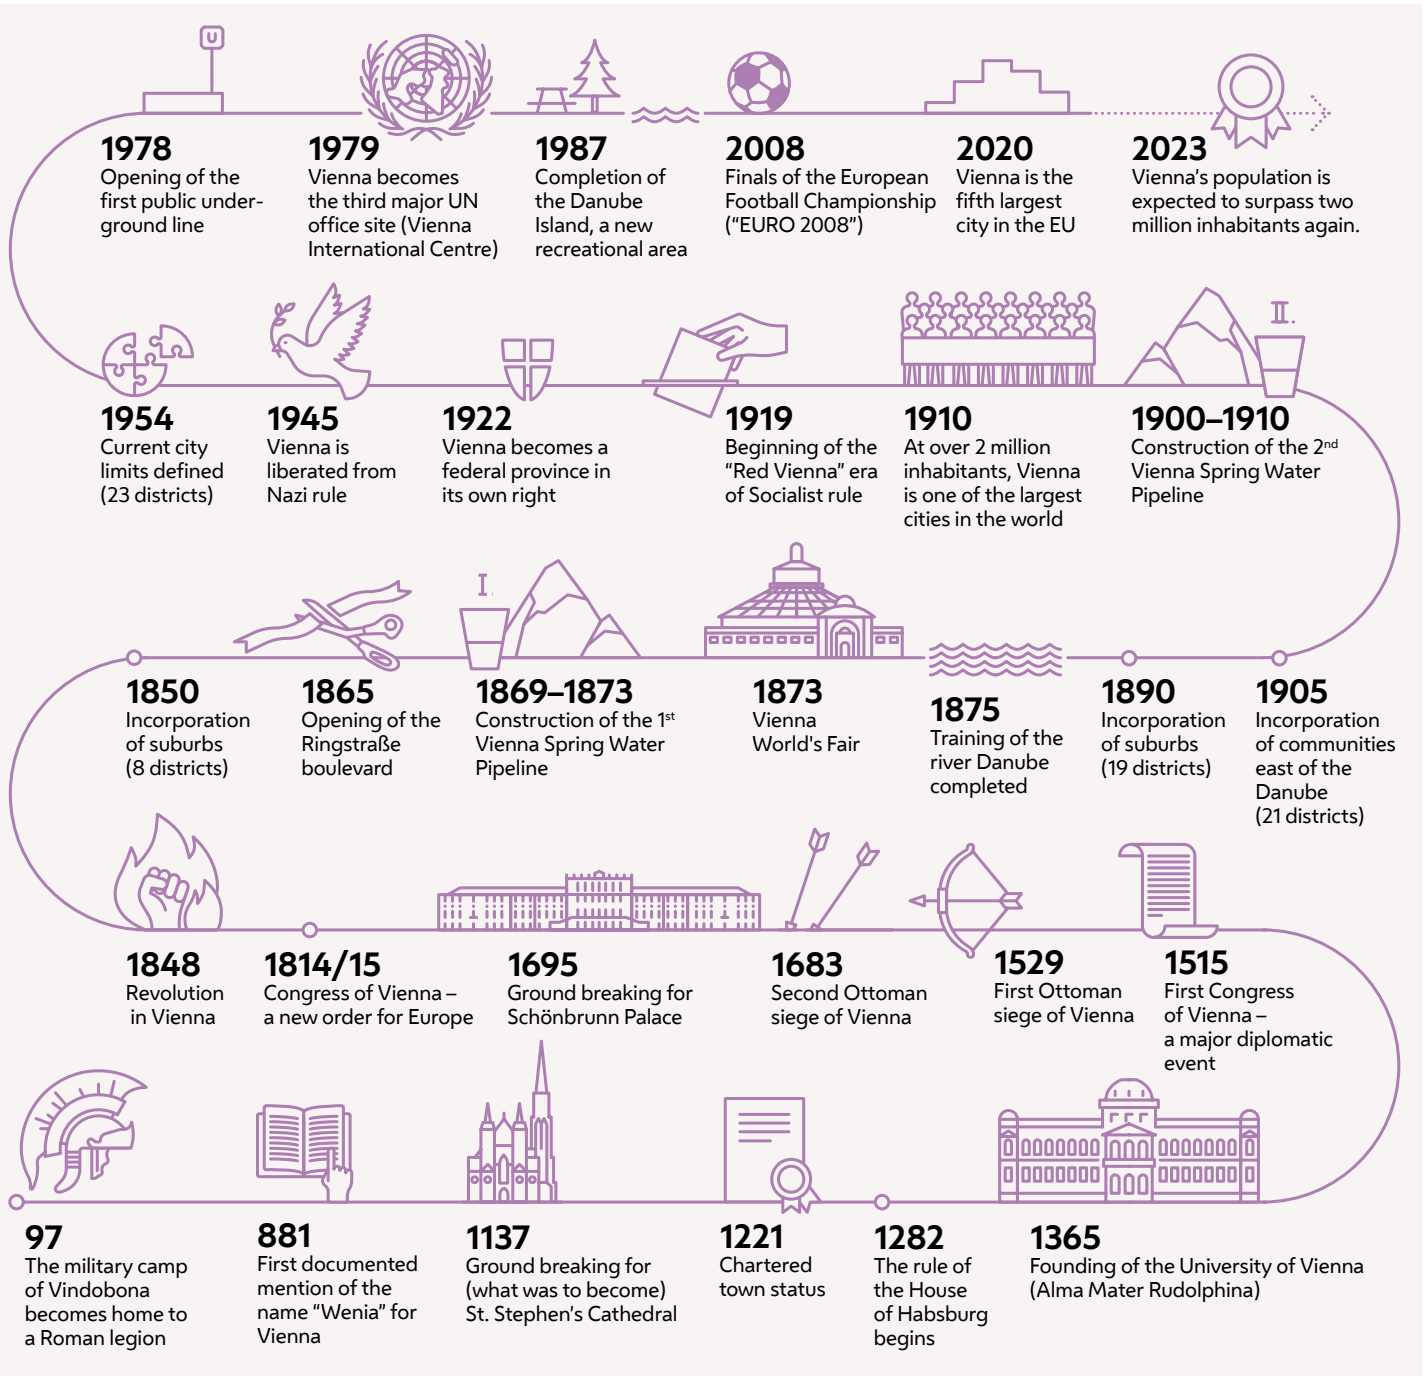 U
1978
Opening of the
first public under-
ground line
1979
Vienna becomes
the third major UN
office site (Vienna
International Centre)
1987
Completion of
the Danube
Island, a new
recreational area
2008
Finals of the European
Football Championship
(“EURO 2008”)
2020
Vienna is the
fifth largest
city in the EU
2023
Vienna’s population is
expected to surpass two
million inhabitants again.
1954
Current city
limits defined
(23 districts)
1945
Vienna is
liberated from
Nazi rule
1922
Vienna becomes a
federal province in
its own right
1919
Beginning of the
“Red Vienna” era
of Socialist rule
1910
At over 2 million
inhabitants, Vienna
is one of the largest
cities in the world
II.
1900–1910
Construction of the 2nd
Vienna Spring Water
Pipeline
1850
Incorporation
of suburbs
(8 districts)
1865
Opening of the
Ringstraße
boulevard
I.
1869–1873
Construction of the 1st
Vienna Spring Water
Pipeline
1873
Vienna
World's Fair
1875
Training of the
river Danube
completed
1890
Incorporation
of suburbs
(19 districts)
1905
Incorporation
of communities
east of the
Danube
(21 districts)
1848
Revolution
in Vienna
1814/15
Congress of Vienna –
a new order for Europe
1695
Ground breaking for
Schönbrunn Palace
1683
Second Ottoman
siege of Vienna
1529
First Ottoman
siege of Vienna
1515
First Congress
of Vienna –
a major diplomatic
event
97
The military camp
of Vindobona
becomes home to
a Roman legion
881
First documented
mention of the
name “Wenia” for
Vienna
1137
Ground breaking for
(what was to become)
St. Stephen’s Cathedral
1221
Chartered
town status
1282
The rule of
the House
of Habsburg
begins
1365
Founding of the University of Vienna
(Alma Mater Rudolphina)